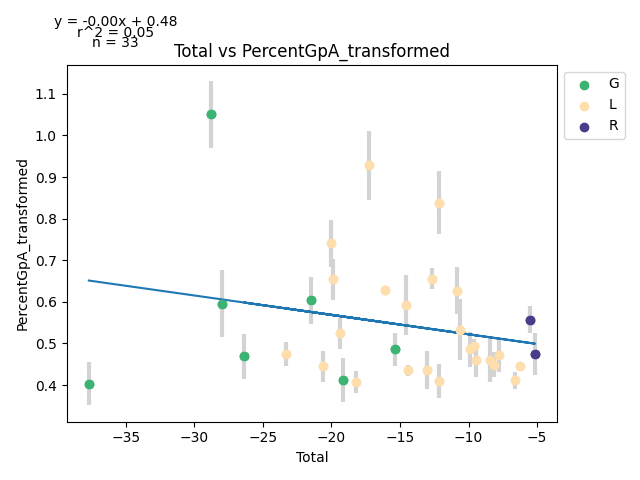 y = -0.00x + 0.48
r^2 = 0.05
n = 33
Total vs PercentGpA_transformed
G
L
R
PercentGpA_transformed
1.1
1.0
0.9
0.8
0.7
0.6
0.5
0.4
−35
−30
−25
−20
−15
−10
−5
Total